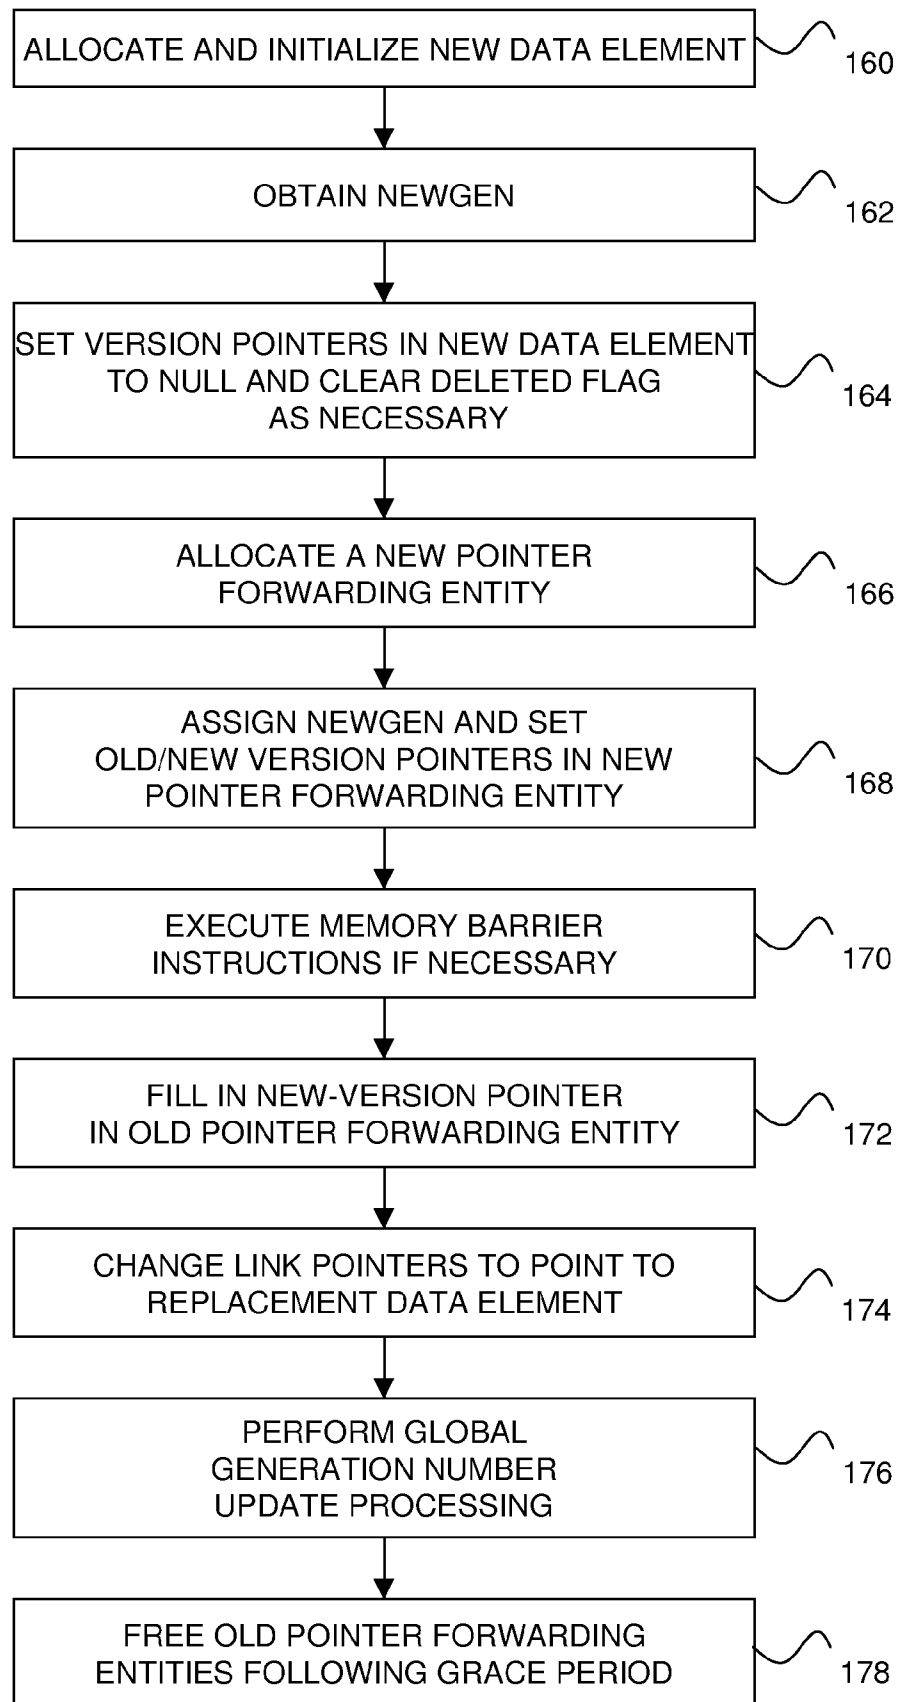 ALLOCATE AND INITIALIZE NEW DATA ELEMENT
160
OBTAIN NEWGEN
162
SET VERSION POINTERS IN NEW DATA ELEMENT
TO NULL AND CLEAR DELETED FLAG
AS NECESSARY
164
ALLOCATE A NEW POINTER
FORWARDING ENTITY
166
ASSIGN NEWGEN AND SET
OLD/NEW VERSION POINTERS IN NEW
POINTER FORWARDING ENTITY
168
EXECUTE MEMORY BARRIER
INSTRUCTIONS IF NECESSARY
170
FILL IN NEW-VERSION POINTER
IN OLD POINTER FORWARDING ENTITY
172
CHANGE LINK POINTERS TO POINT TO
REPLACEMENT DATA ELEMENT
174
PERFORM GLOBAL
GENERATION NUMBER
UPDATE PROCESSING
176
FREE OLD POINTER FORWARDING
ENTITIES FOLLOWING GRACE PERIOD
178